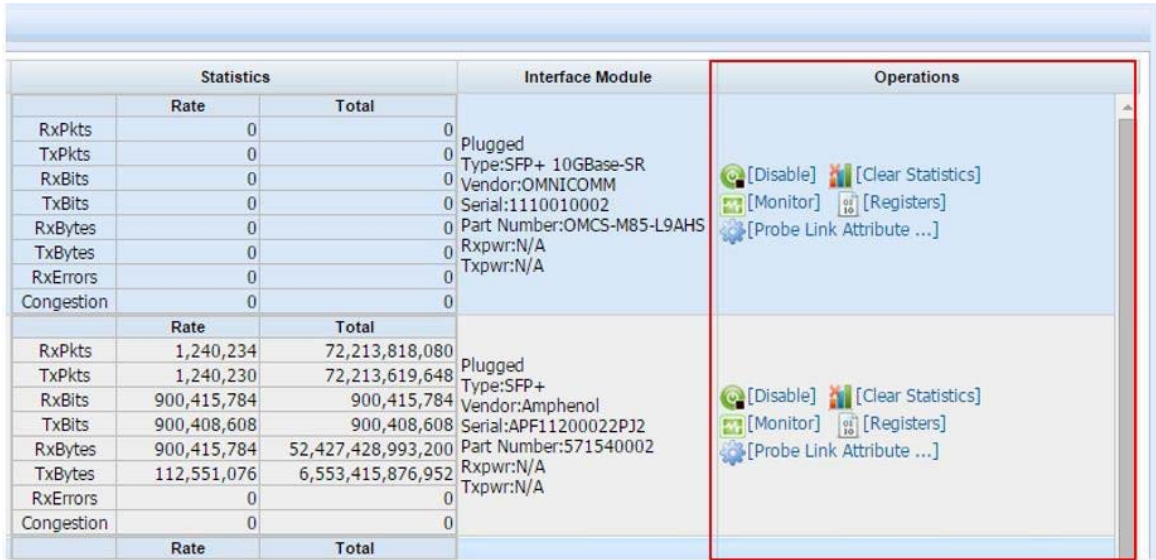 Statistics Interface Module Operations
Rate Total
RxPkts 0 0
TxPkts 0 0
RxBits 0 0
TxBits 0 0
RxBytes 0 0
TxBytes 0 0
RxErrors 0 0
Congestion 0 0
Plugged
Type:SFP+ 10GBase-SR
Vendor:OMNICOMM
Serial:1110010002
Part Number:OMCS-M85-L9AHS
Rxpwr:N/A
Txpwr:N/A
[Disable] [Clear Statistics]
[Monitor] [Registers]
[Probe Link Attribute ...]
Rate Total
RxPkts 1,240,234 72,213,818,080
TxPkts 1,240,230 72,213,619,648
RxBits 900,415,784 900,415,784
TxBits 900,408,608 900,408,608
RxBytes 900,415,784 52,427,428,993,200
TxBytes 112,551,076 6,553,415,876,952
RxErrors 0 0
Congestion 0 0
Plugged
Type:SFP+
Vendor:Amphenol
Serial:APF11200022PJ2
Part Number:571540002
Rxpwr:N/A
Txpwr:N/A
[Disable] [Clear Statistics]
[Monitor] [Registers]
[Probe Link Attribute ...]
Rate Total